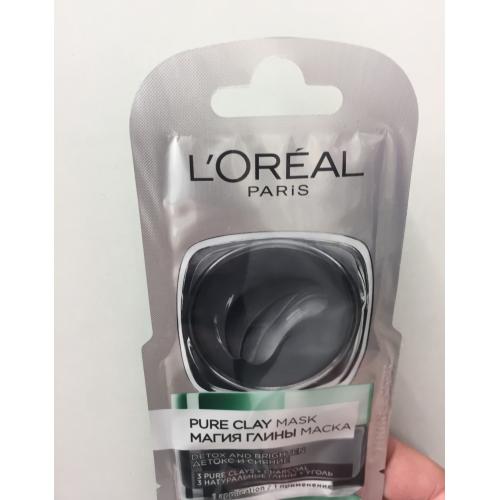 L'ORÉAL
PARIS
PURE CLAY MASK
МАГИЯ ГЛИНЫ МАСКА
DETOX AND BRIGHTEN
ДЕТОКС И СИЯНИЕ
3 PURE CLAYS + CHARCOAL
3 НАТУРАЛЬНЫЕ ГЛИНЫ + УГОЛЬ
1 application / 1 применение